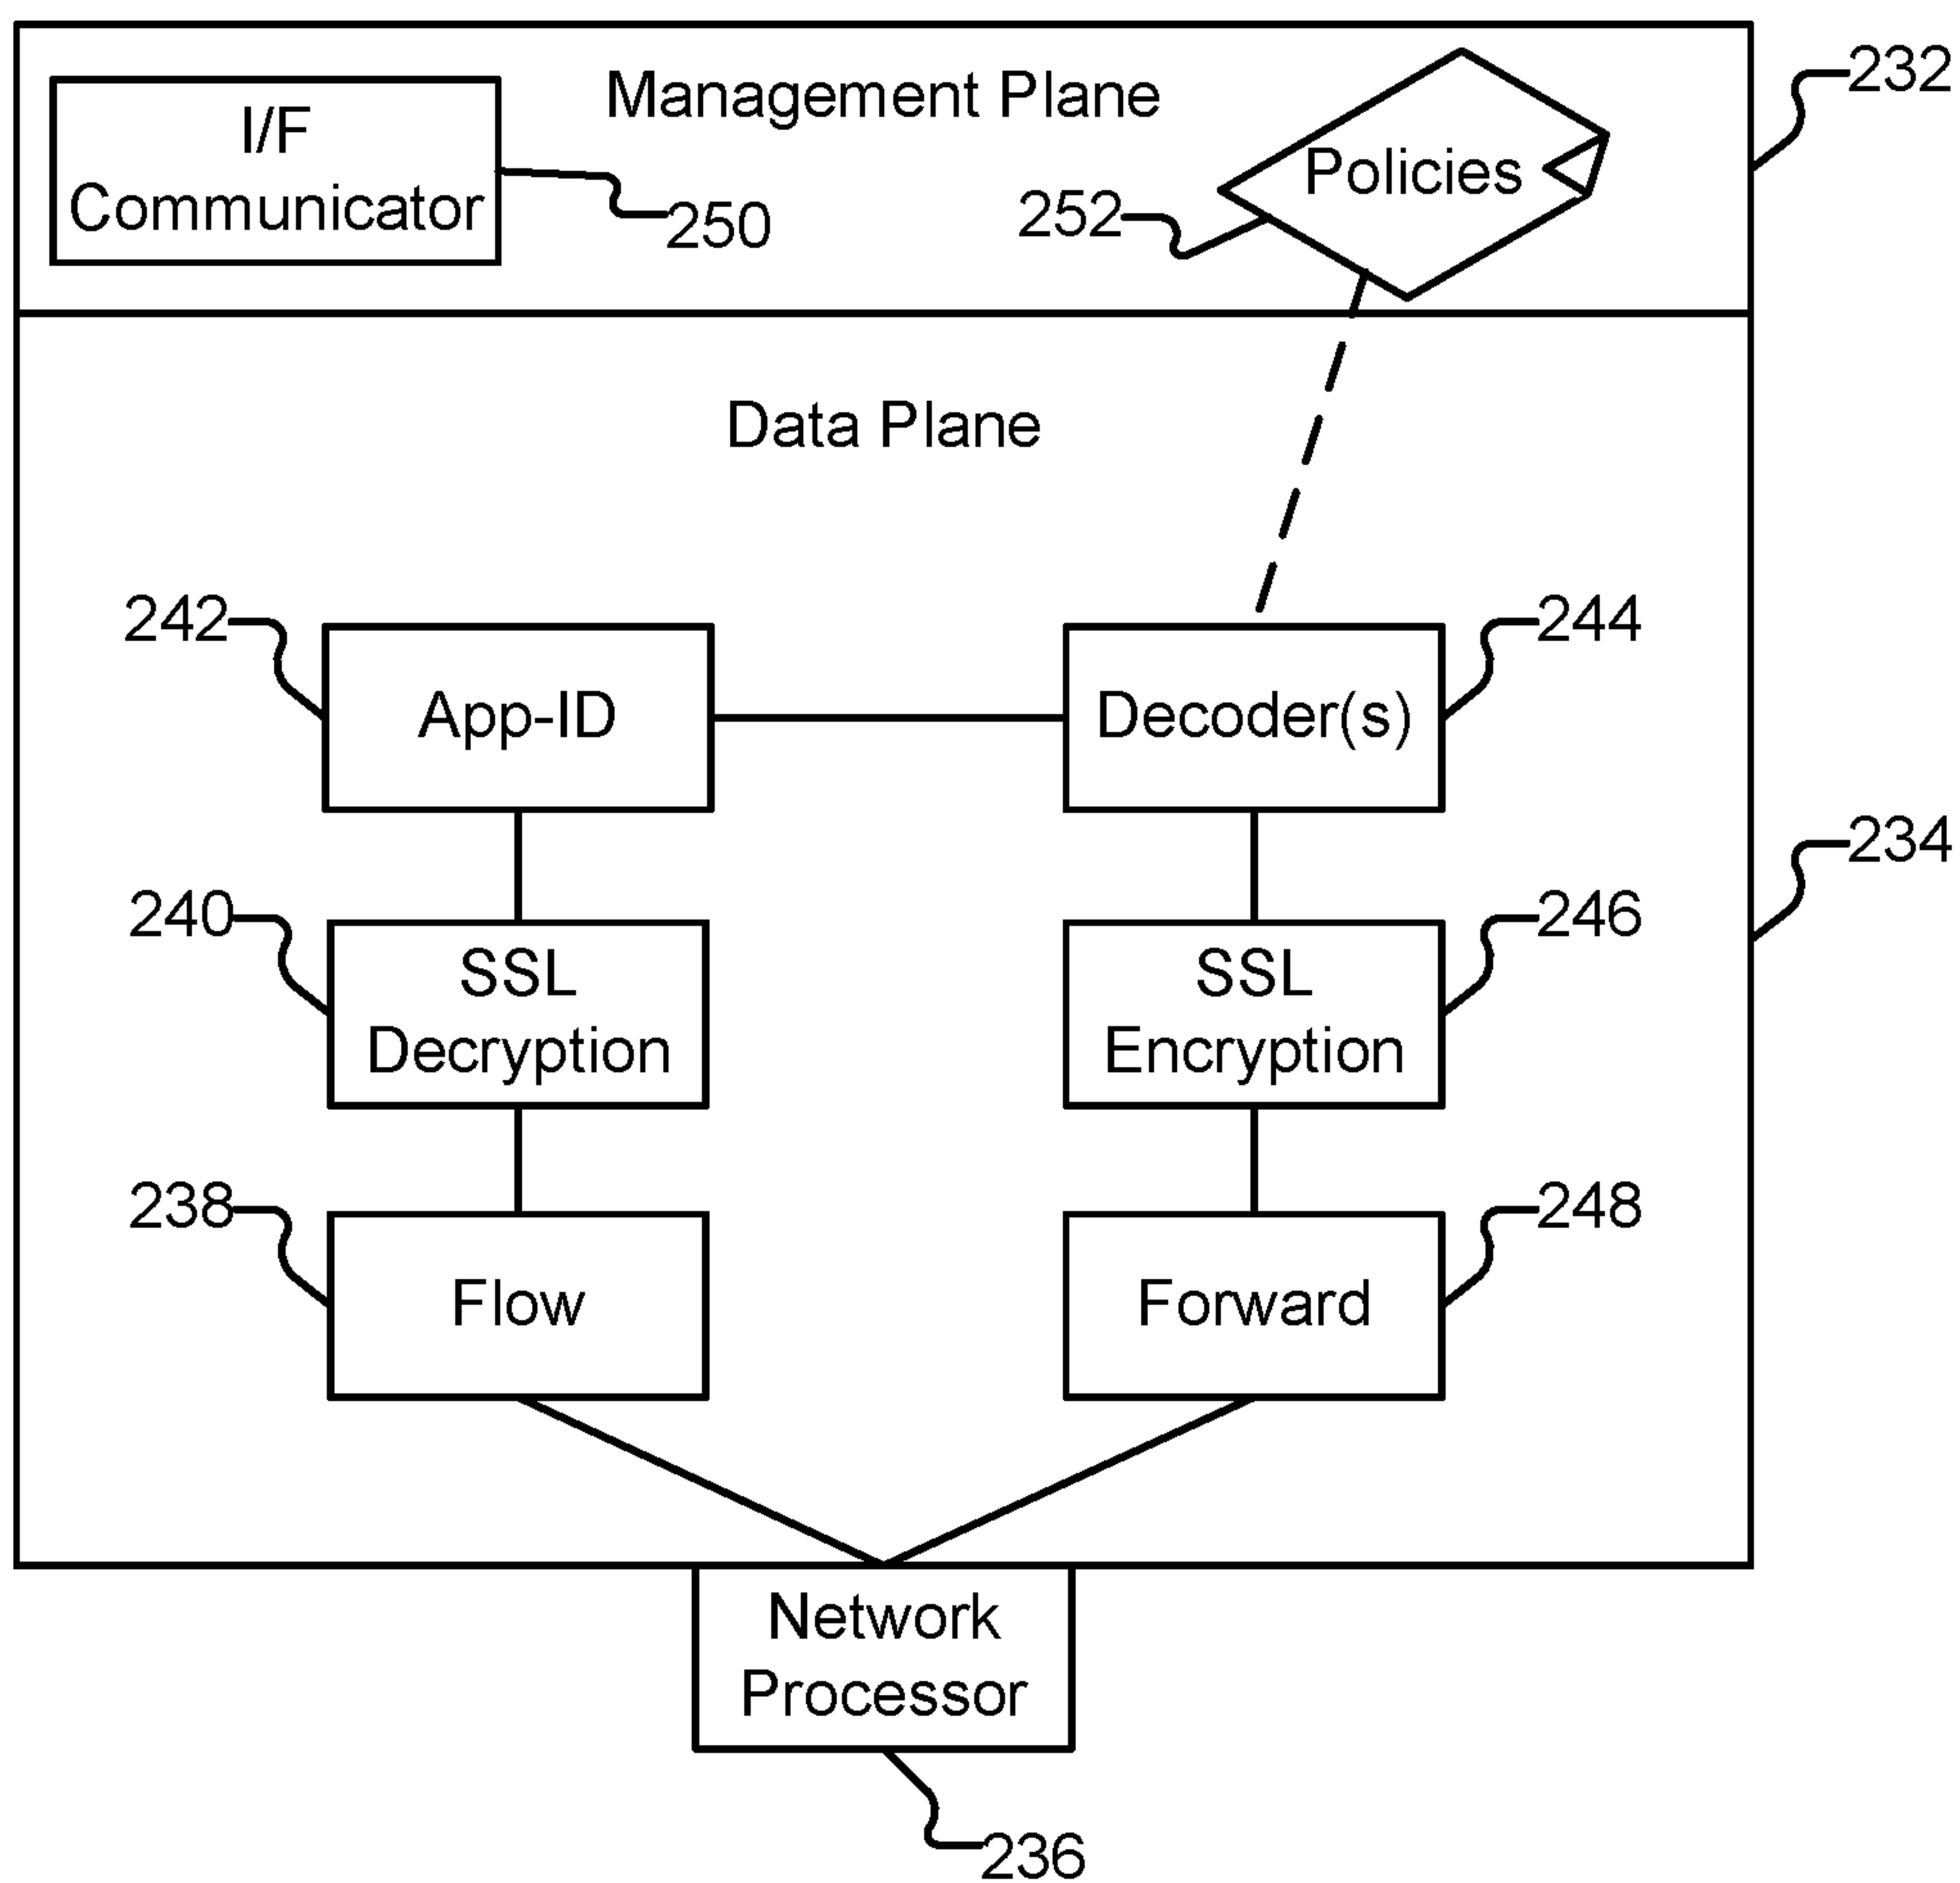 Management Plane
232
I/F
Communicator
250
Policies
252
Data Plane
242
App-ID
Decoder(s)
244
234
240
SSL
Decryption
SSL
Encryption
246
238
Flow
Forward
248
Network
Processor
236